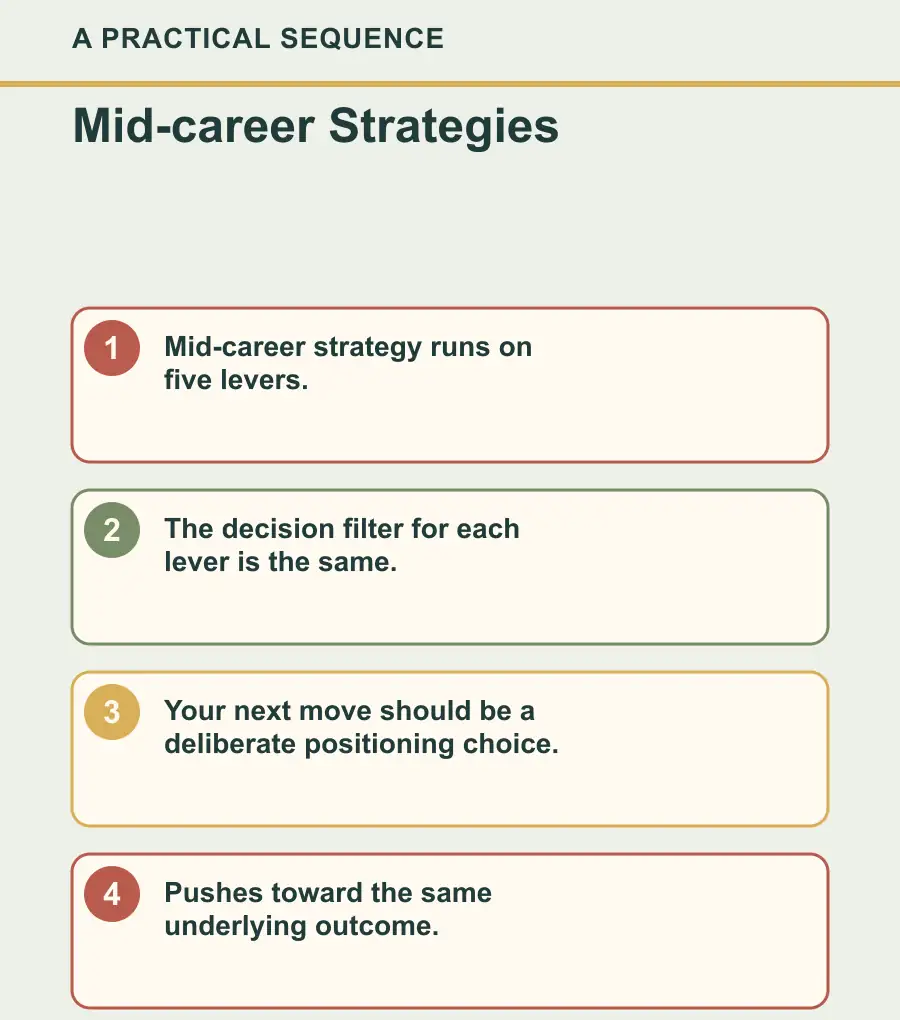 A PRACTICAL SEQUENCE
Mid-career Strategies
1
Mid-career strategy runs on
five levers.
2
The decision filter for each
lever is the same.
3
Your next move should be a
deliberate positioning choice.
4
Pushes toward the same
underlying outcome.